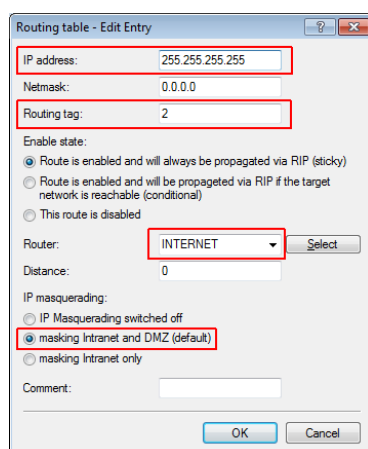 Routing table - Edit Entry
IP address: 255.255.255.255
Netmask: 0.0.0.0
Routing tag: 2
Enable state:
Route is enabled and will always be propagated via RIP (sticky)
Route is enabled and will be propageted via RIP if the target
network is reachable (conditional)
This route is disabled
Router: INTERNET Select
Distance: 0
IP masquerading:
IP Masquerading switched off
masking Intranet and DMZ (default)
masking Intranet only
Comment:
OK Cancel